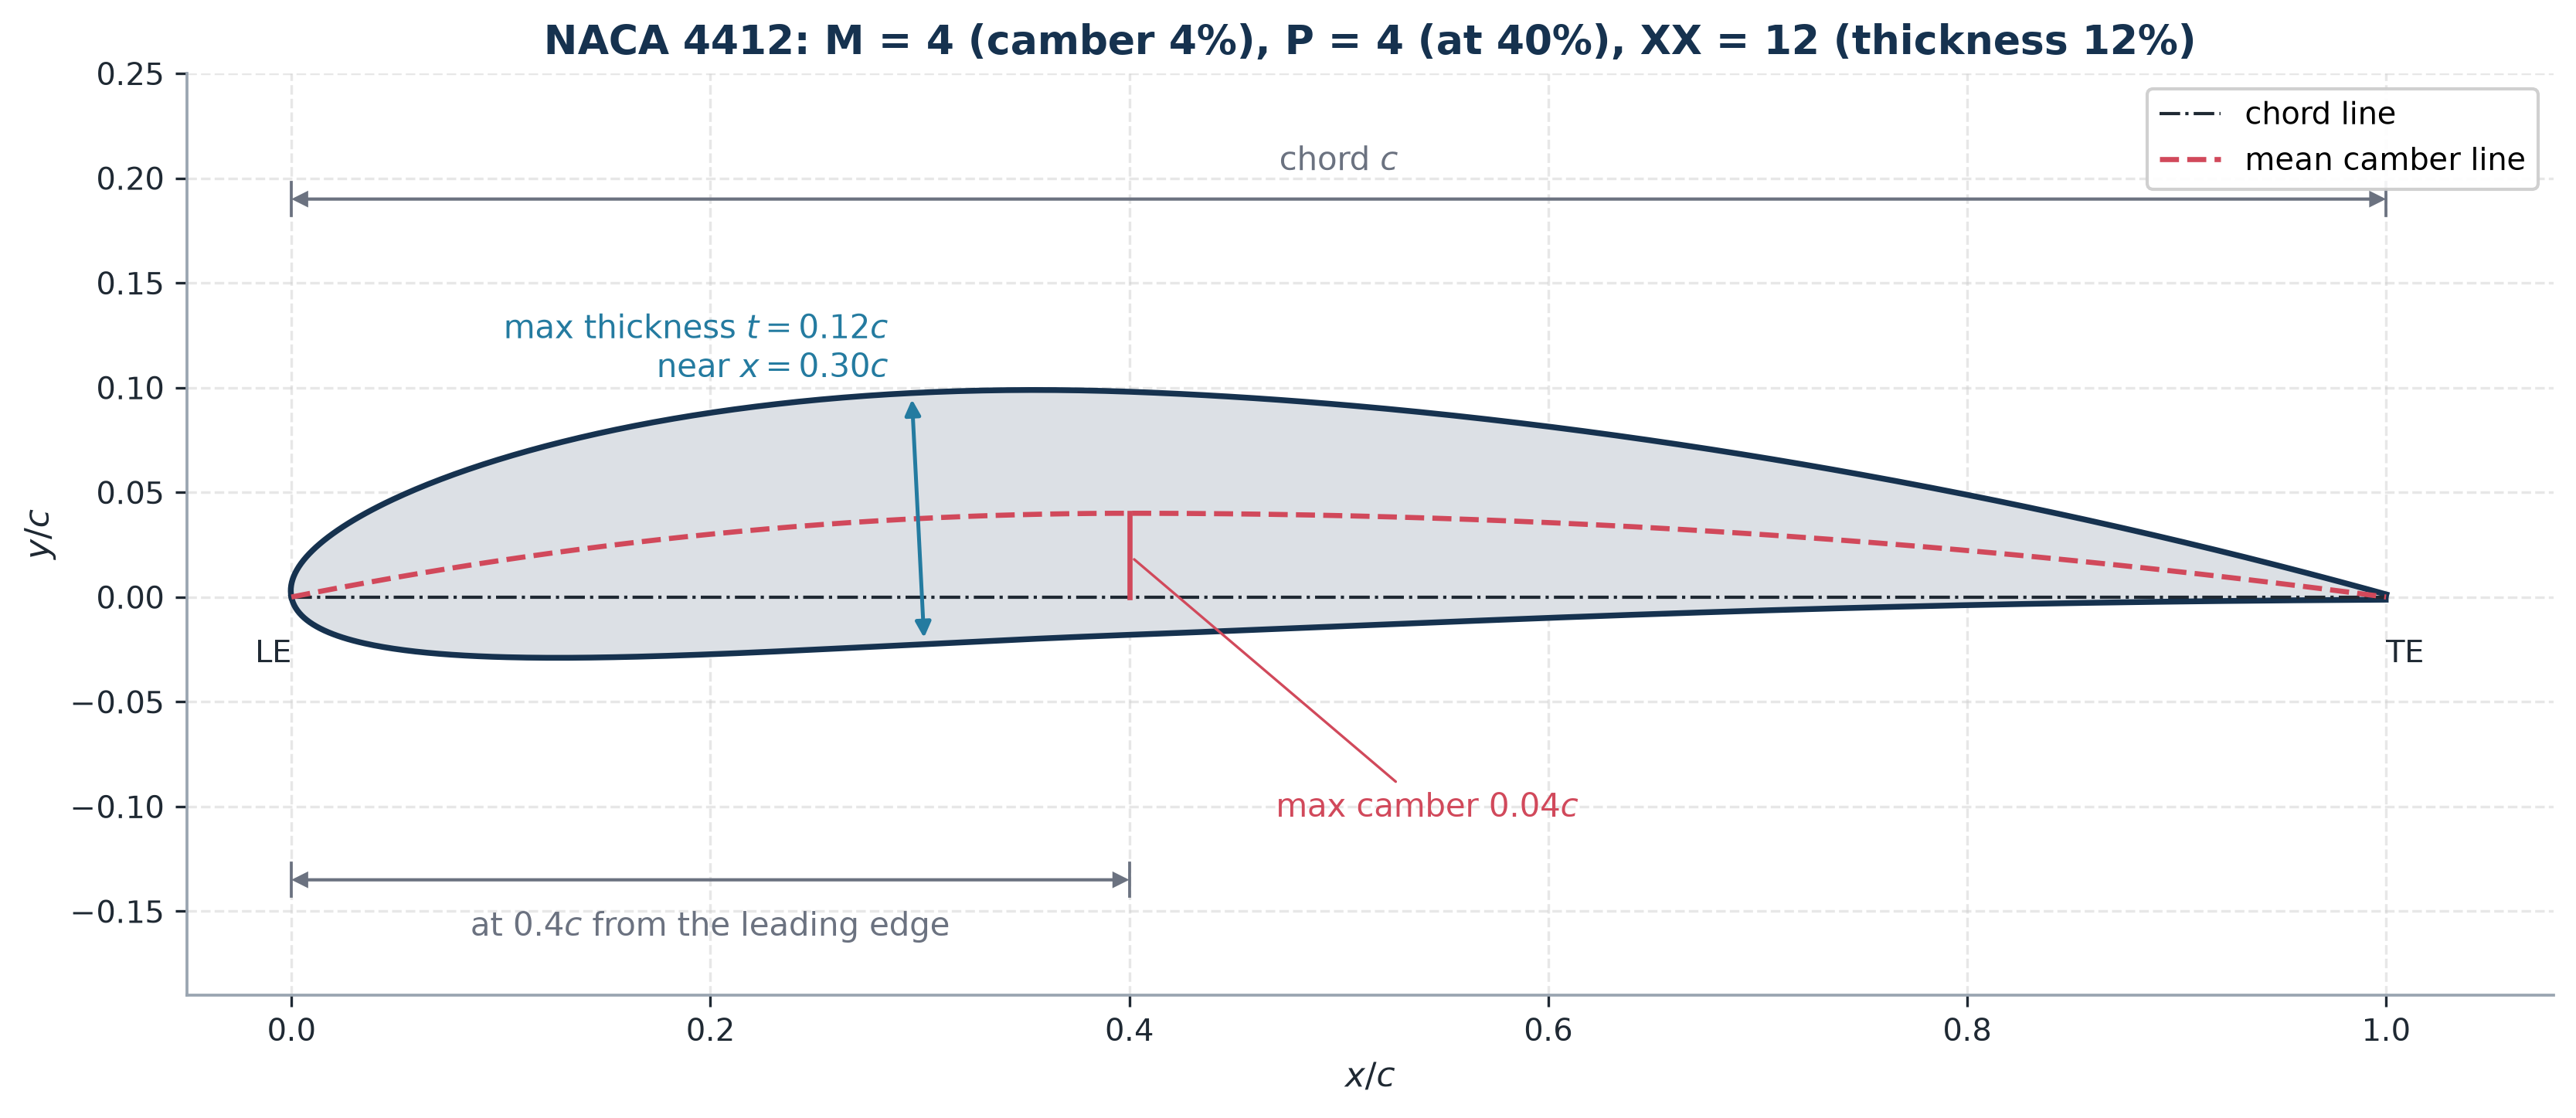 NACA 4412: M = 4 (camber 4%), P = 4 (at 40%), XX = 12 (thickness 12%)
chord line
mean camber line
chord c
max thickness t = 0.12c
near x = 0.30c
LE
TE
max camber 0.04c
at 0.4c from the leading edge
y/c
0.25
0.20
0.15
0.10
0.05
0.00
−0.05
−0.10
−0.15
0.0
0.2
0.4
0.6
0.8
1.0
x/c